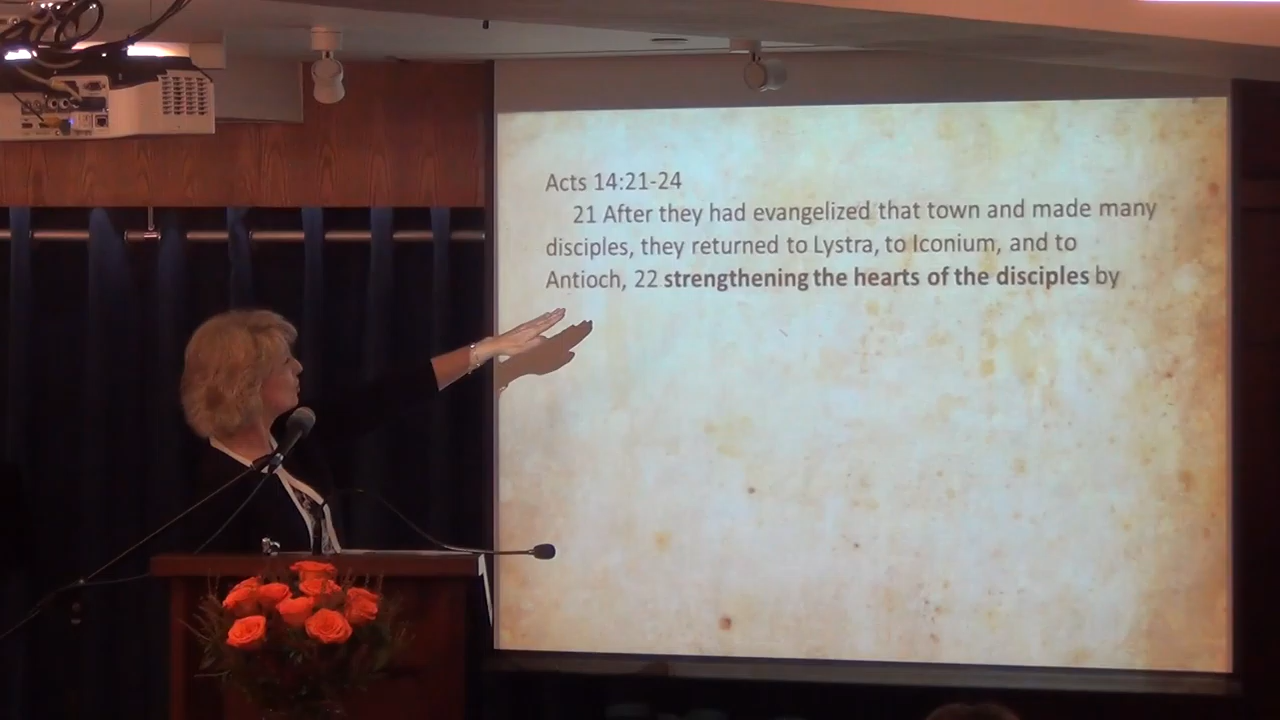 Acts 14:21-24
21 After they had evangelized that town and made many
disciples, they returned to Lystra, to Iconium, and to
Antioch, 22 strengthening the hearts of the disciples by